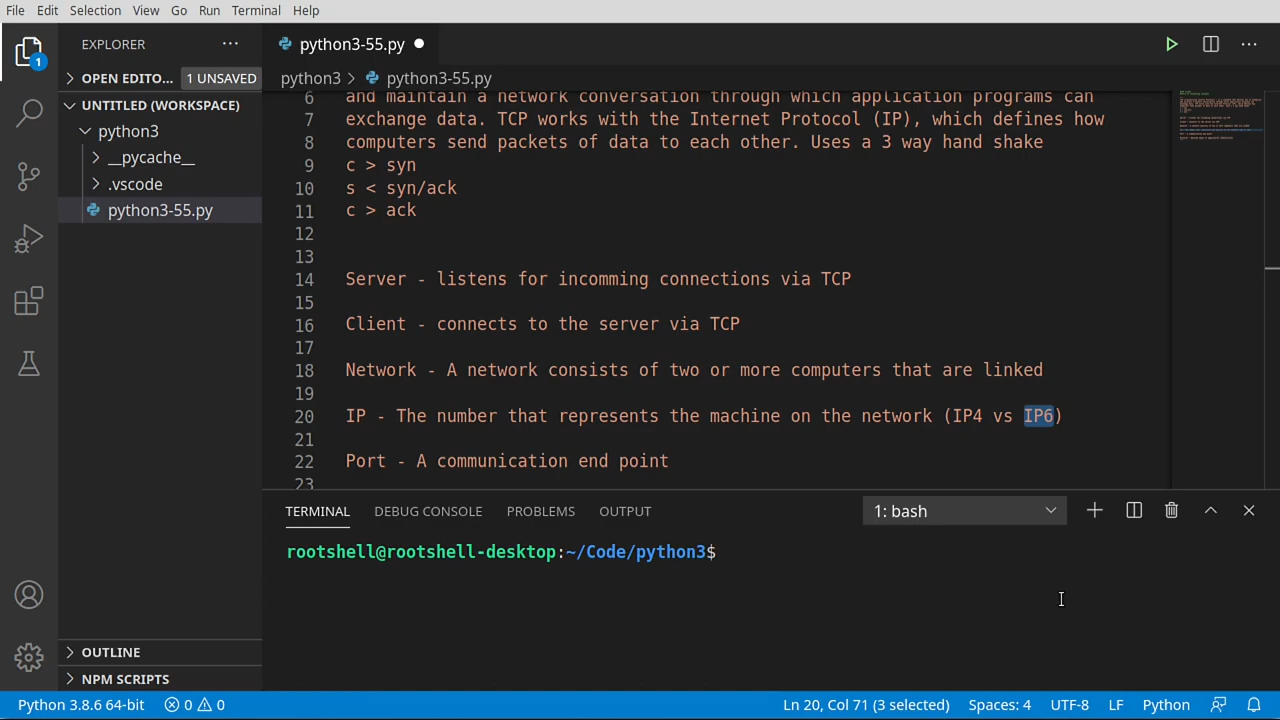 File Edit Selection View Go Run Terminal Help
EXPLORER
1
OPEN EDITO... 1 UNSAVED
UNTITLED (WORKSPACE)
python3
__pycache__
.vscode
python3-55.py
OUTLINE
NPM SCRIPTS
python3-55.py
python3 > python3-55.py
6 and maintain a network conversation through which application programs can
7 exchange data. TCP works with the Internet Protocol (IP), which defines how
8 computers send packets of data to each other. Uses a 3 way hand shake
9 c > syn
10 s < syn/ack
11 c > ack
12
13
14 Server - listens for incomming connections via TCP
15
16 Client - connects to the server via TCP
17
18 Network - A network consists of two or more computers that are linked
19
20 IP - The number that represents the machine on the network (IP4 vs IP6)
21
22 Port - A communication end point
23
TERMINAL DEBUG CONSOLE PROBLEMS OUTPUT 1: bash
rootshell@rootshell-desktop:~/Code/python3$
Python 3.8.6 64-bit 0 0 Ln 20, Col 71 (3 selected) Spaces: 4 UTF-8 LF Python